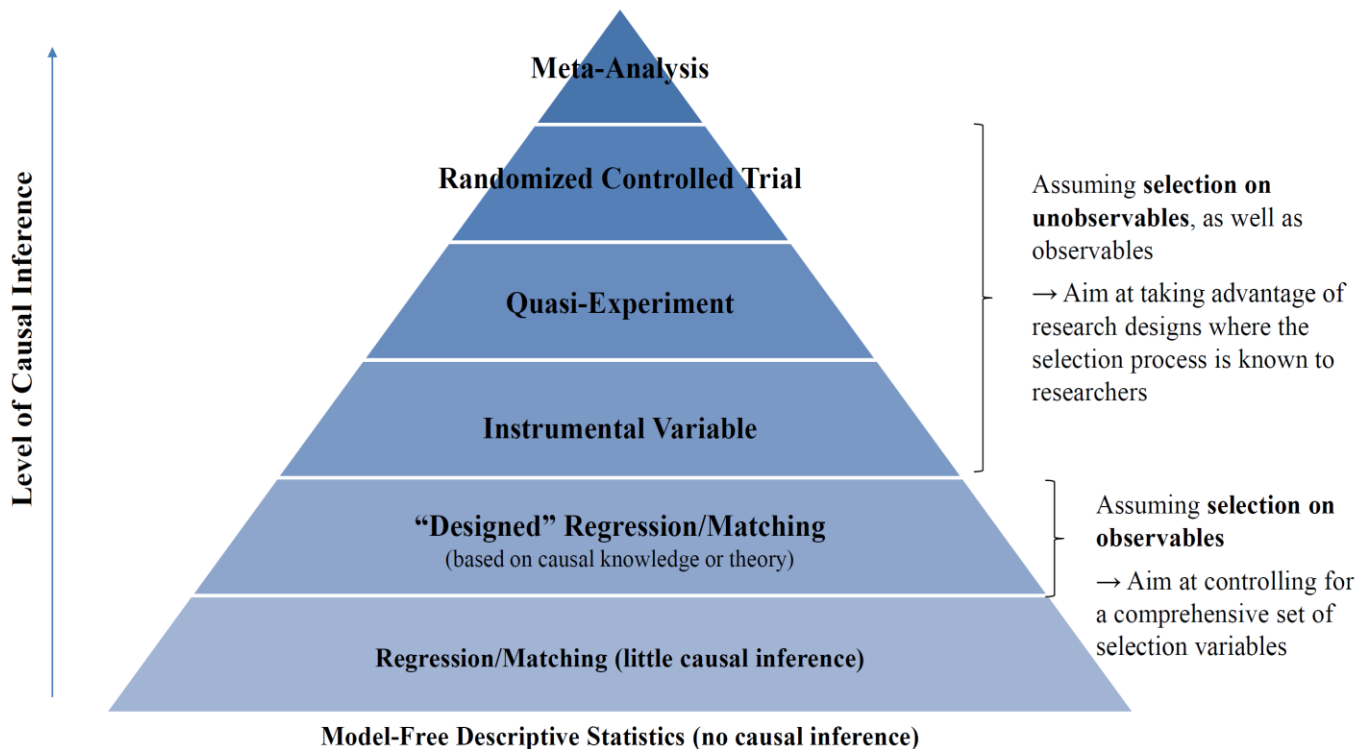 Level of Causal Inference
Meta-Analysis
Randomized Controlled Trial
Quasi-Experiment
Instrumental Variable
“Designed” Regression/Matching
(based on causal knowledge or theory)
Regression/Matching (little causal inference)
Model-Free Descriptive Statistics (no causal inference)
Assuming selection on
unobservables, as well as
observables
→ Aim at taking advantage of
research designs where the
selection process is known to
researchers
Assuming selection on
observables
→ Aim at controlling for
a comprehensive set of
selection variables